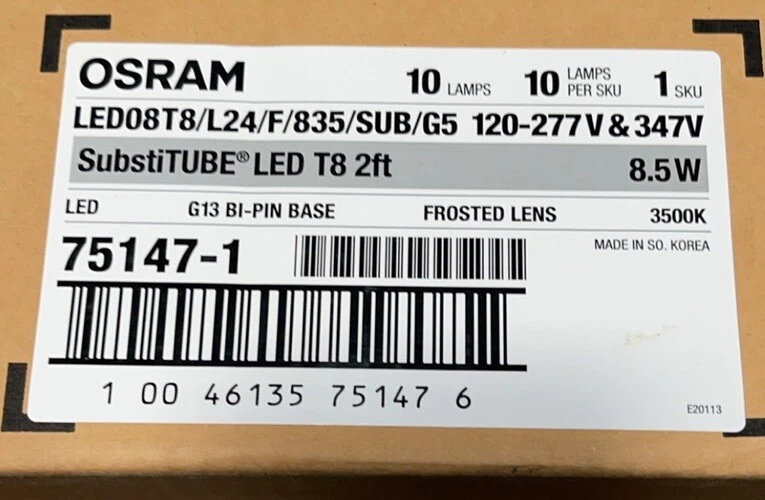 OSRAM 10 LAMPS 10 LAMPS PER SKU 1 SKU
LED08T8/L24/F/835/SUB/G5 120-277V & 347V
SubstiTUBE® LED T8 2ft 8.5W
LED G13 BI-PIN BASE FROSTED LENS 3500K
75147-1 MADE IN SO. KOREA
1 00 46135 75147 6
E20113